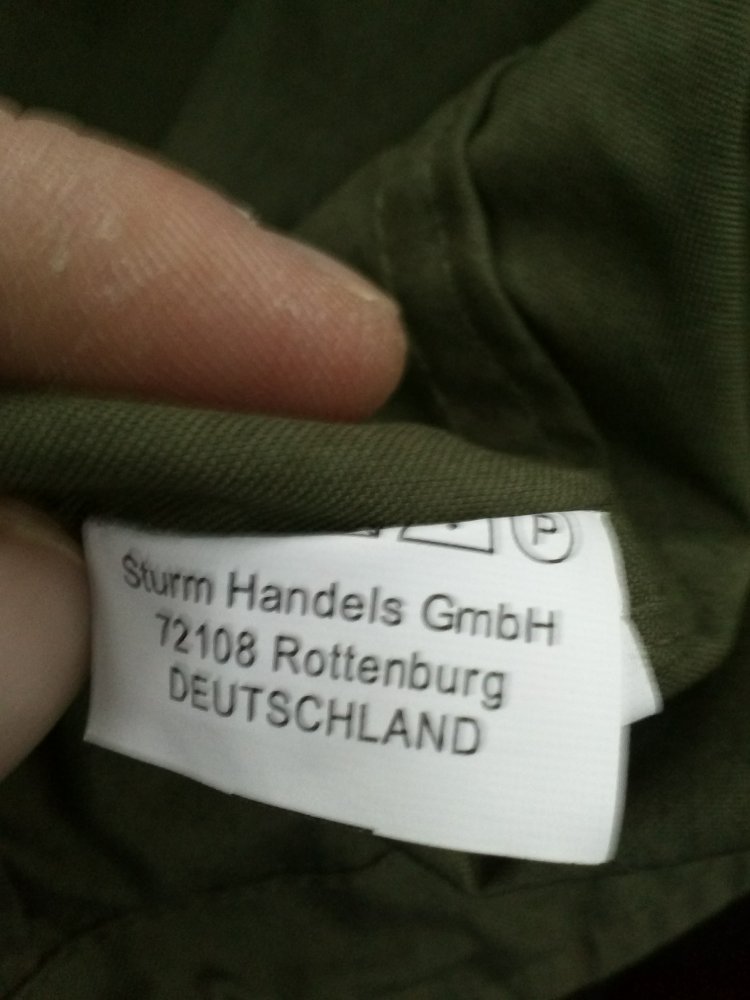 P
Sturm Handels GmbH
72108 Rottenburg
DEUTSCHLAND